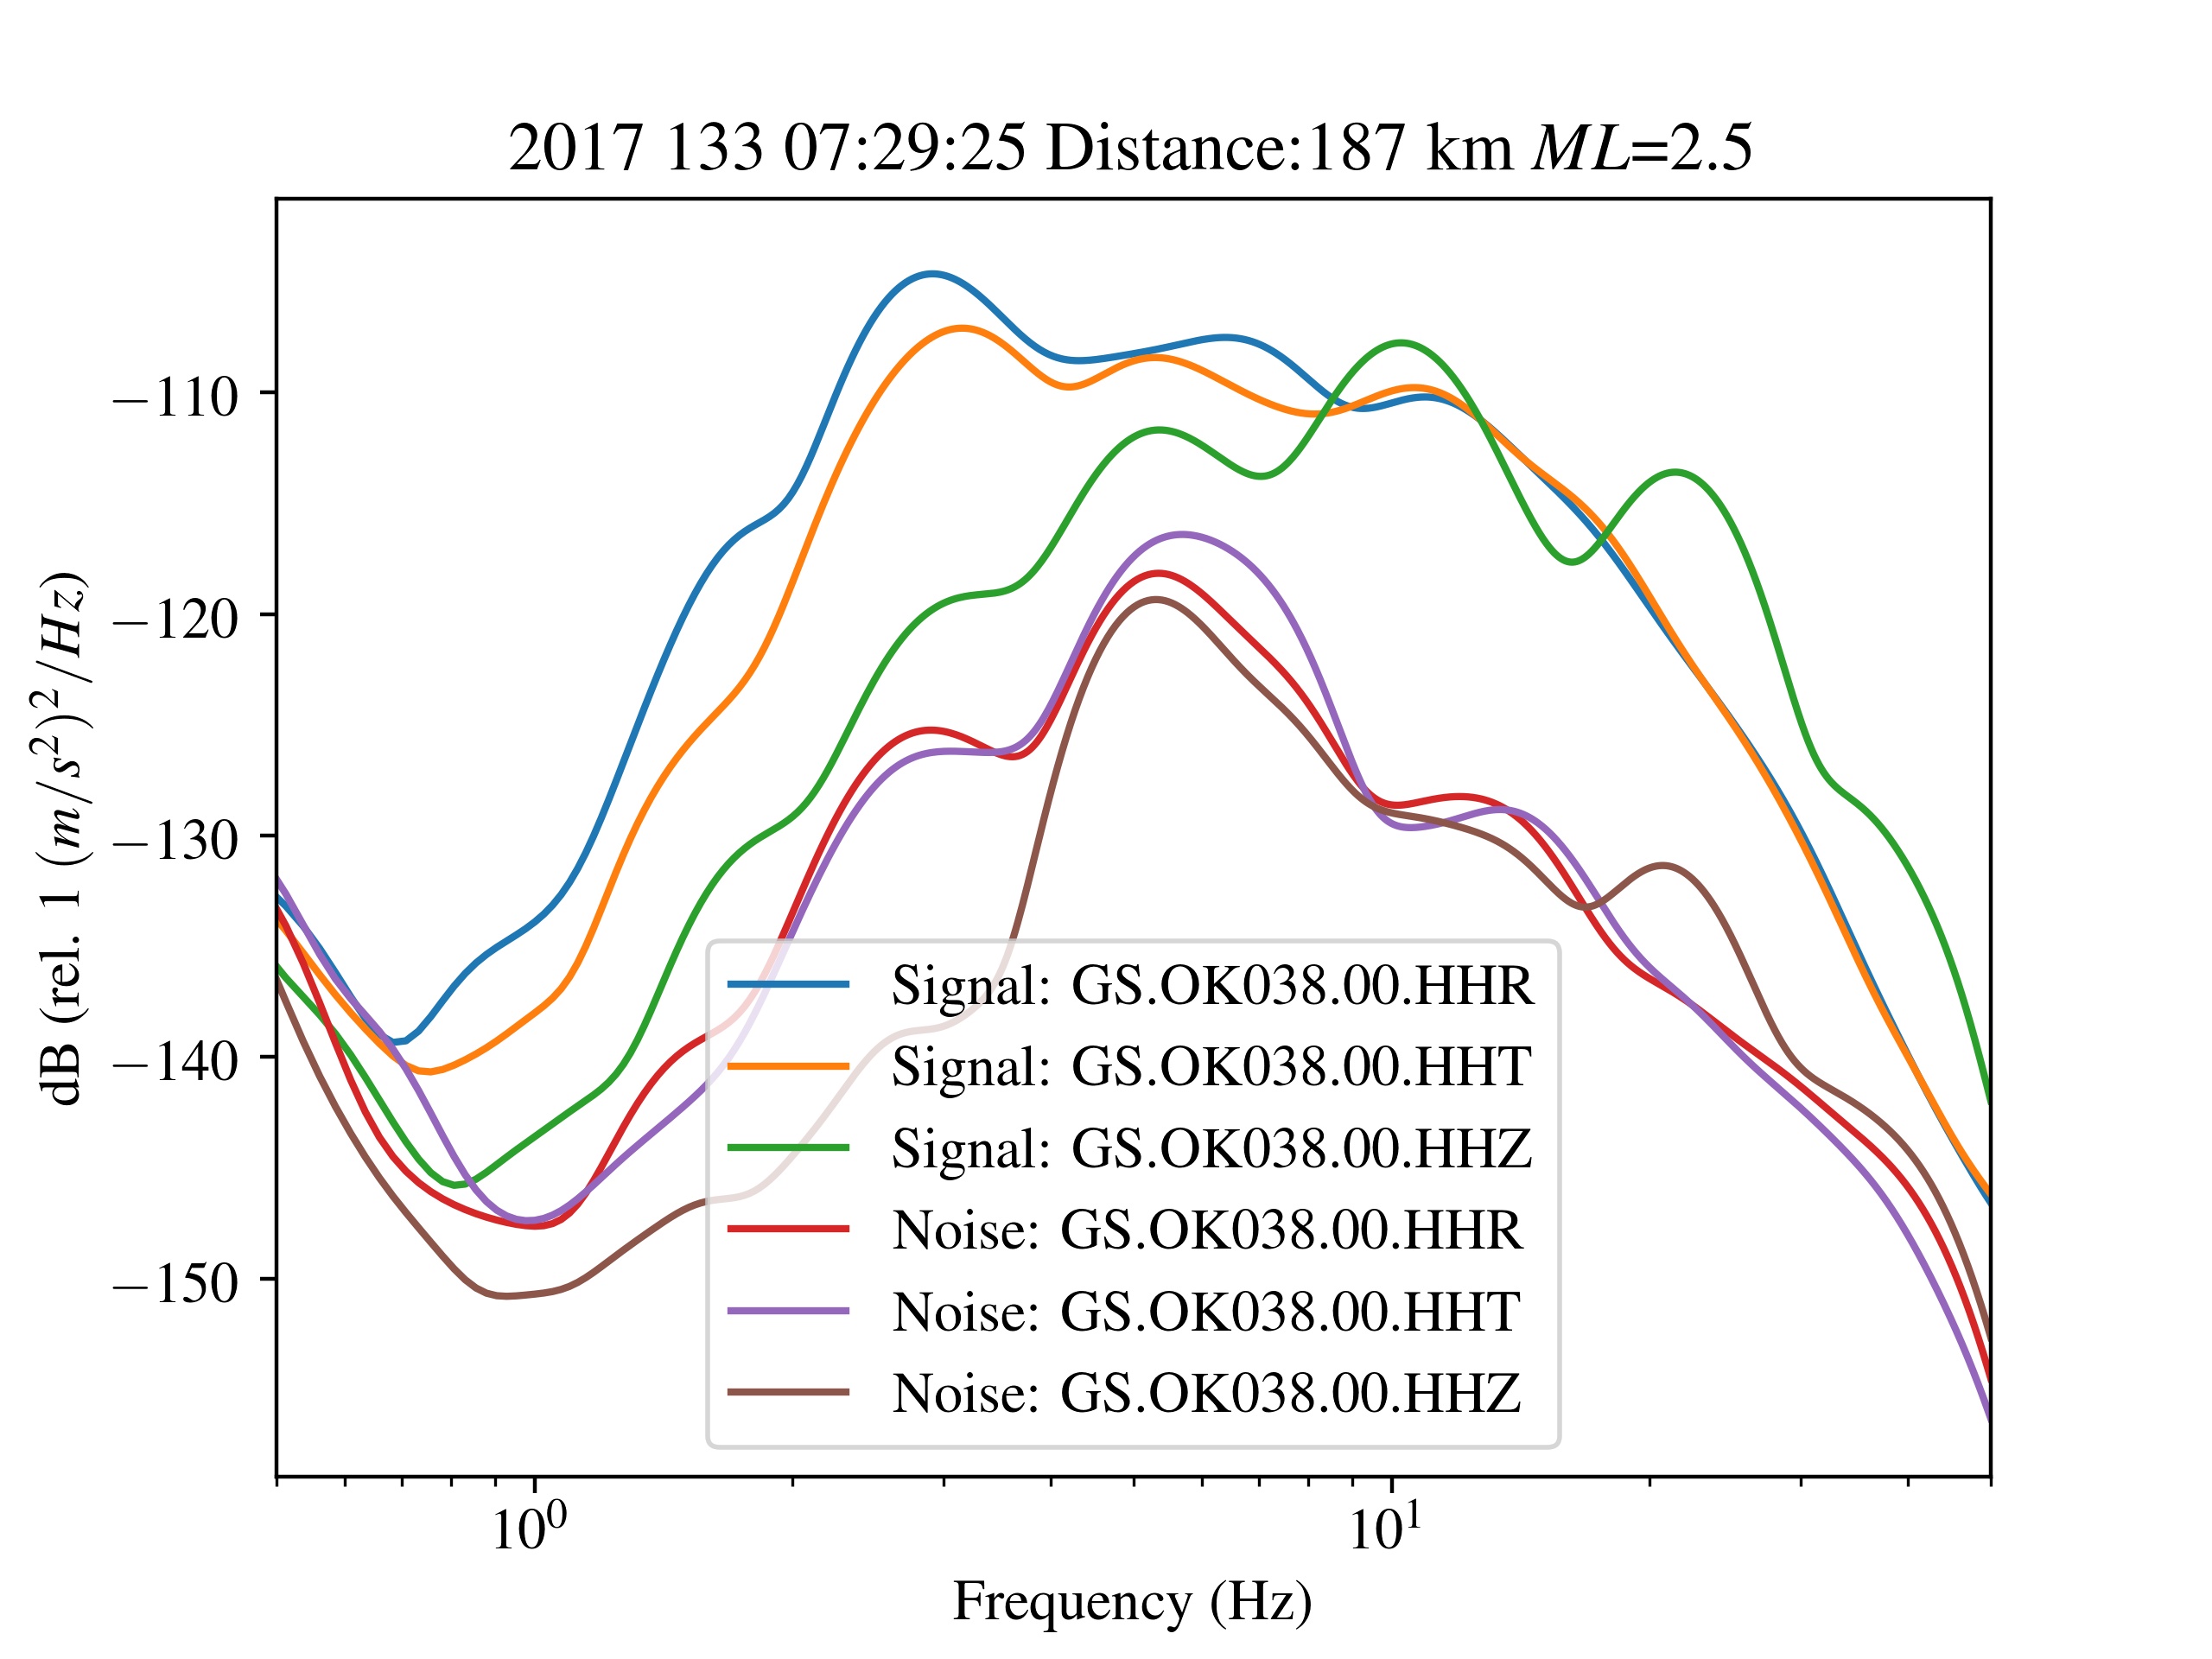 2017 133 07:29:25 Distance:187 km ML=2.5
dB (rel. 1 (m/s²)²/Hz)
−110
−120
−130
−140
−150
Signal: GS.OK038.00.HHR
Signal: GS.OK038.00.HHT
Signal: GS.OK038.00.HHZ
Noise: GS.OK038.00.HHR
Noise: GS.OK038.00.HHT
Noise: GS.OK038.00.HHZ
10⁰ 10¹
Frequency (Hz)